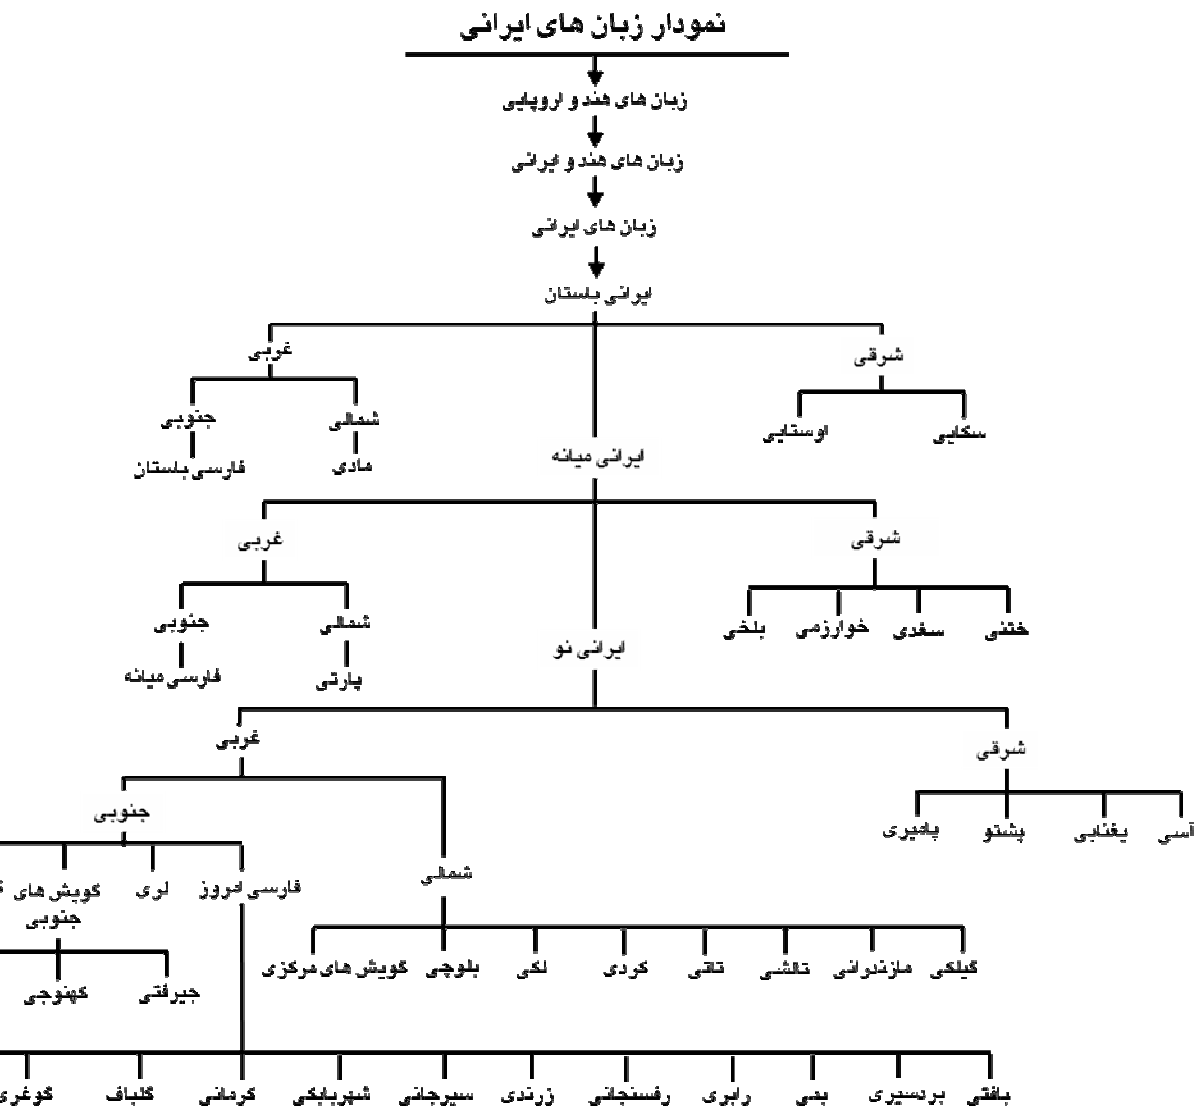 نمودار زبان های ایرانی
زبان های هند و اروپایی
زبان های هند و ایرانی
زبان های ایرانی
ایرانی باستان
شرقی
غربی
سکایی
اوستایی
شمالی
جنوبی
مادی
فارسی باستان
ایرانی میانه
شرقی
غربی
ختنی
سغدی
خوارزمی
بلخی
شمالی
جنوبی
پارتی
فارسی میانه
ایرانی نو
شرقی
غربی
آسی
یغنابی
پشتو
پامیری
جنوبی
شمالی
فارسی امروز
لری
گویش های
جنوبی
گیلکی
مازندرانی
تالشی
تاتی
کردی
لکی
بلوچی
گویش های مرکزی
جیرفتی
کهنوجی
بافتی
بردسیری
بمی
رابری
رفسنجانی
زرندی
سیرجانی
شهربابکی
کرمانی
گلباف
گوغری